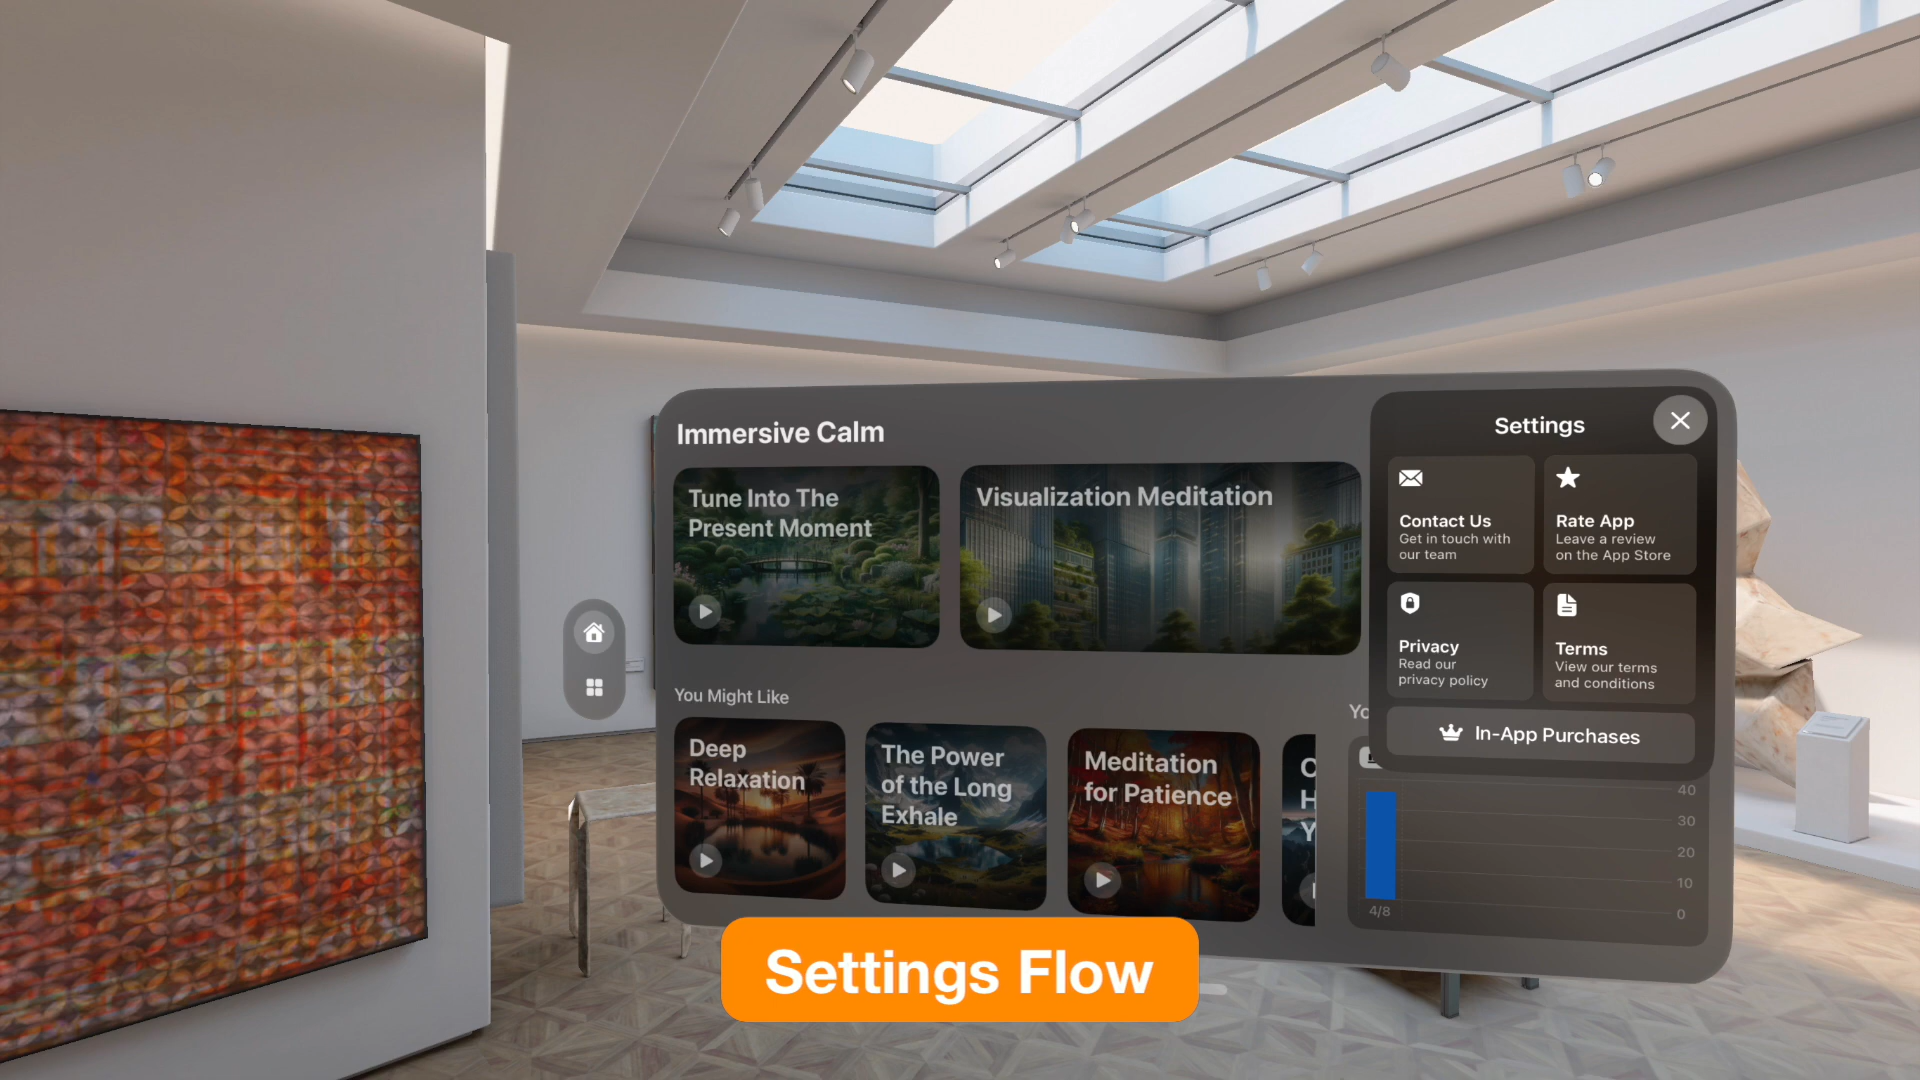 Immersive Calm
Tune Into The
Present Moment
Visualization Meditation
You Might Like
Deep
Relaxation
The Power
of the Long
Exhale
Meditation
for Patience
Settings
Contact Us
Get in touch with
our team
Rate App
Leave a review
on the App Store
Privacy
Read our
privacy policy
Terms
View our terms
and conditions
In-App Purchases
40
30
20
10
0
4/8
Settings Flow